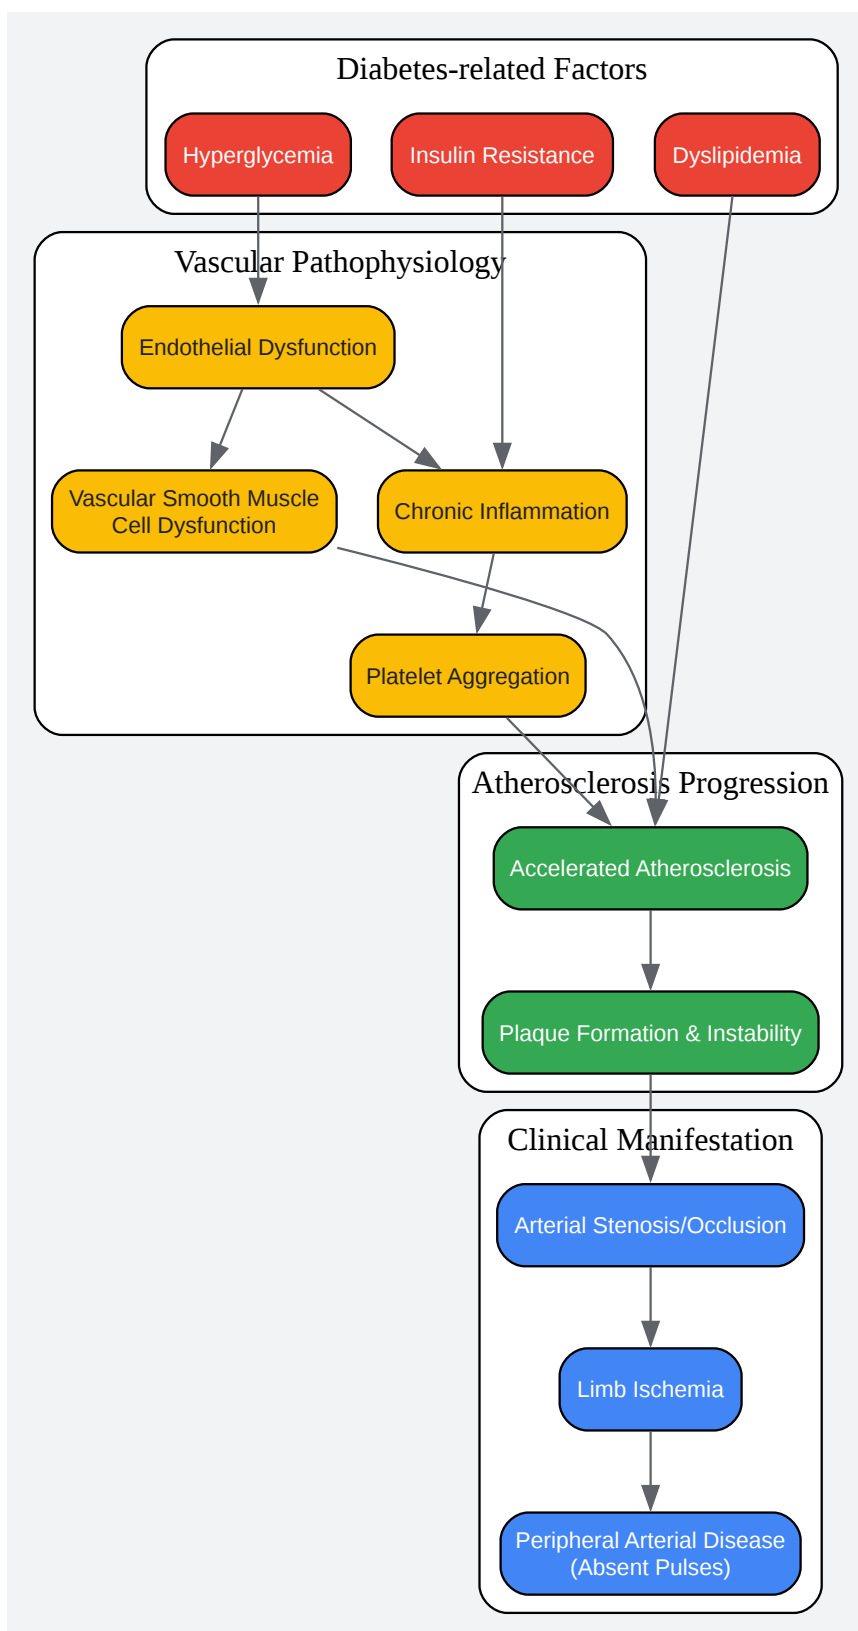 Diabetes-related Factors
Hyperglycemia
Insulin Resistance
Dyslipidemia
Vascular Pathophysiology
Endothelial Dysfunction
Vascular Smooth Muscle
Cell Dysfunction
Chronic Inflammation
Platelet Aggregation
Atherosclerosis Progression
Accelerated Atherosclerosis
Plaque Formation & Instability
Clinical Manifestation
Arterial Stenosis/Occlusion
Limb Ischemia
Peripheral Arterial Disease
(Absent Pulses)